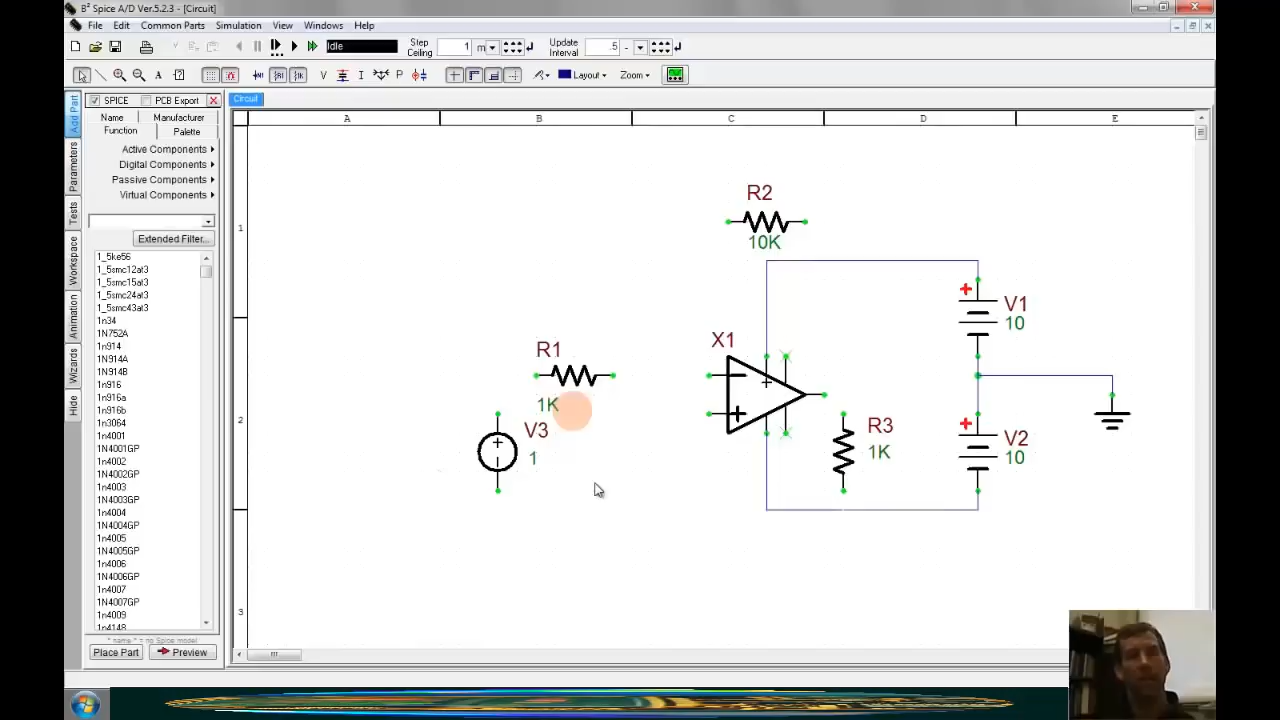 B² Spice A/D Ver.5.2.3 - [Circuit]
File Edit Common Parts Simulation View Windows Help
Idle Step Ceiling 1 m Update Interval .5 -
A V I P Layout Zoom
SPICE PCB Export
Circuit
Name Manufacturer
Function Palette
Active Components
Digital Components
Passive Components
Virtual Components
Extended Filter...
1_5ke56
1_5smc12at3
1_5smc15at3
1_5smc24at3
1_5smc43at3
1n34
1N752A
1n914
1N914A
1N914B
1n916
1n916a
1n916b
1n3064
1n4001
1N4001GP
1n4002
1N4002GP
1n4003
1N4003GP
1n4004
1N4004GP
1n4005
1N4005GP
1n4006
1N4006GP
1n4007
1N4007GP
1n4009
1n4148
* name * = no Spice model
Place Part Preview
Add Part
Parameters
Tests
Workspace
Animation
Wizards
Hide
A B C D E
1
2
3
R2
10K
V1
10
X1
R1
1K
V3
1
R3
1K
V2
10